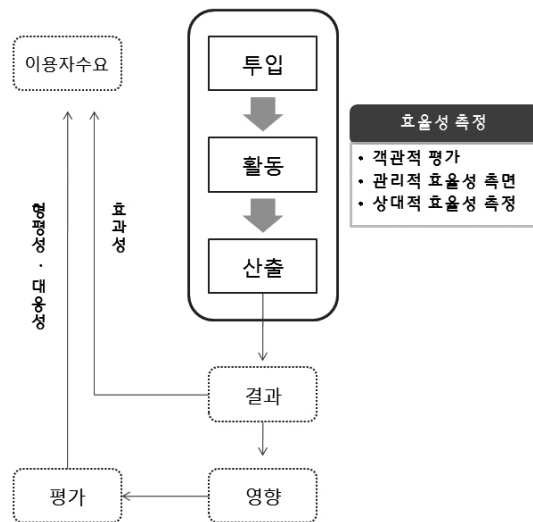 이용자수요
투입
활동
산출
효율성 측정
• 객관적 평가
• 관리적 효율성 측면
• 상대적 효율성 측정
형평성 · 대응성
효과성
결과
평가
영향